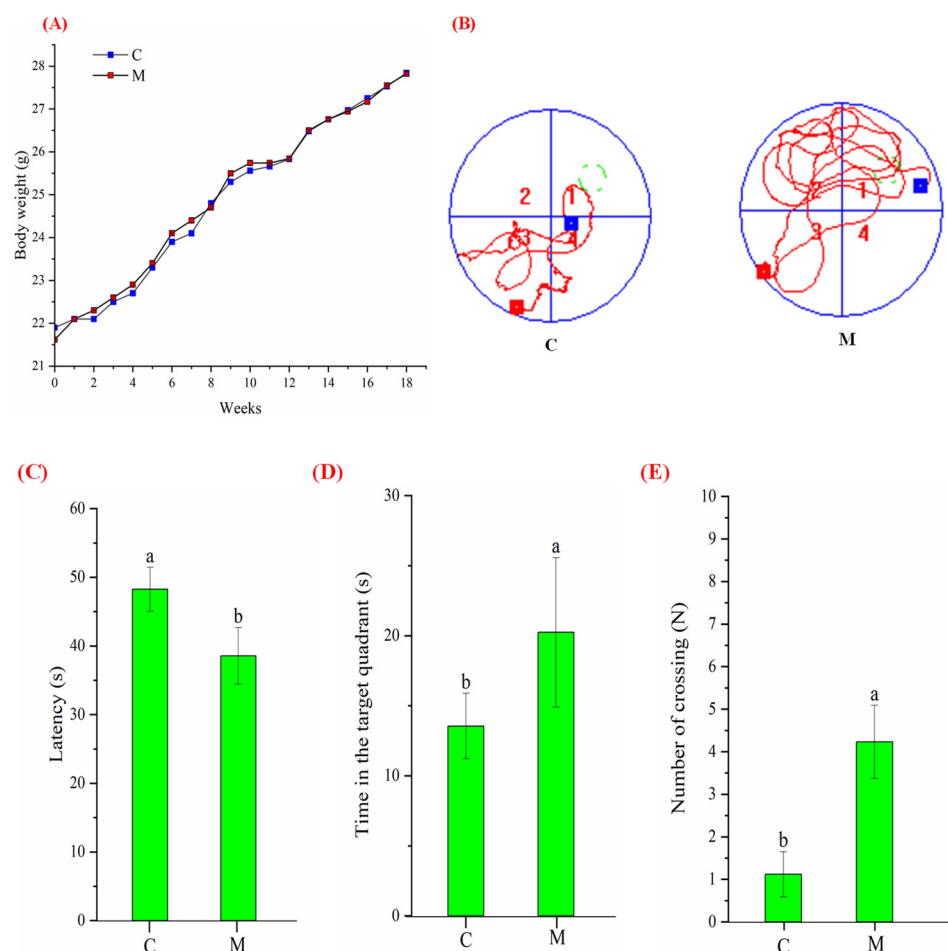 (A)
C
M
28
27
26
25
24
23
22
21
Body weight (g)
0 2 4 6 8 10 12 14 16 18
Weeks
(B)
2 1
3 4
C
2 1
3 4
M
(C)
60
50
40
30
20
10
0
Latency (s)
a
b
C M
(D)
30
20
10
0
Time in the target quadrant (s)
b
a
C M
(E)
10
9
8
7
6
5
4
3
2
1
0
Number of crossing (N)
b
a
C M